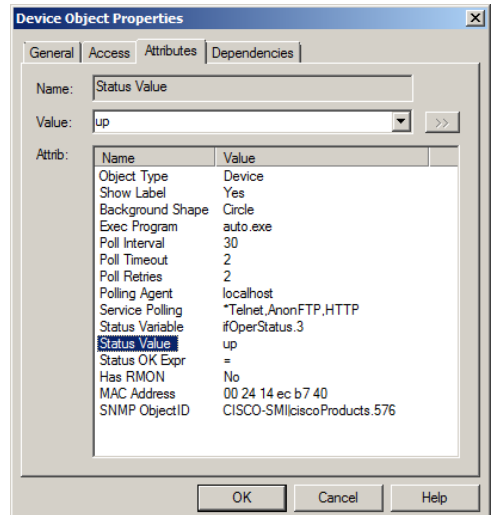 Device Object Properties
General Access Attributes Dependencies
Name: Status Value
Value: up >>
Attrib: Name Value
Object Type Device
Show Label Yes
Background Shape Circle
Exec Program auto.exe
Poll Interval 30
Poll Timeout 2
Poll Retries 2
Polling Agent localhost
Service Polling *Telnet,AnonFTP,HTTP
Status Variable ifOperStatus.3
Status Value up
Status OK Expr =
Has RMON No
MAC Address 00 24 14 ec b7 40
SNMP ObjectID CISCO-SMI|ciscoProducts.576
OK Cancel Help